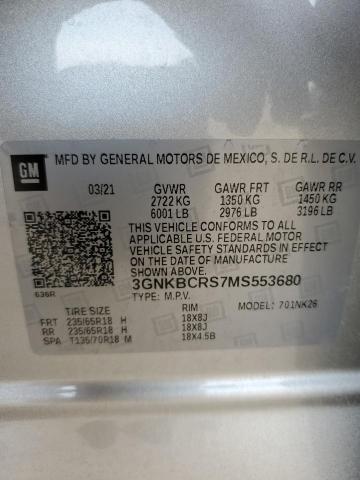 GM
MFD BY GENERAL MOTORS DE MEXICO, S. DE R.L. DE C.V.
03/21 GVWR GAWR FRT GAWR RR
2722 KG 1350 KG 1450 KG
6001 LB 2976 LB 3196 LB
THIS VEHICLE CONFORMS TO ALL
APPLICABLE U.S. FEDERAL MOTOR
VEHICLE SAFETY STANDARDS IN EFFECT
ON THE DATE OF MANUFACTURE
SHOWN ABOVE.
3GNKBCRS7MS553680
636R
TYPE: M.P.V. MODEL: 701NK26
TIRE SIZE RIM
FRT 235/65R18 H 18X8J
RR 235/65R18 H 18X8J
SPA T135/70R18 M 18X4.5B